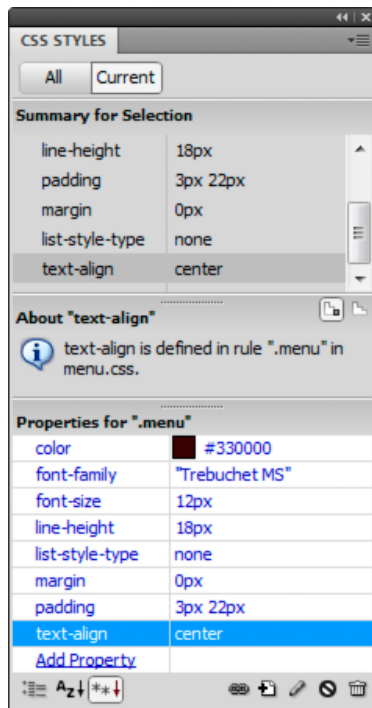 CSS STYLES
All Current
Summary for Selection
line-height 18px
padding 3px 22px
margin 0px
list-style-type none
text-align center
About "text-align"
text-align is defined in rule ".menu" in
menu.css.
Properties for ".menu"
color #330000
font-family "Trebuchet MS"
font-size 12px
line-height 18px
list-style-type none
margin 0px
padding 3px 22px
text-align center
Add Property
Az↓ **↓